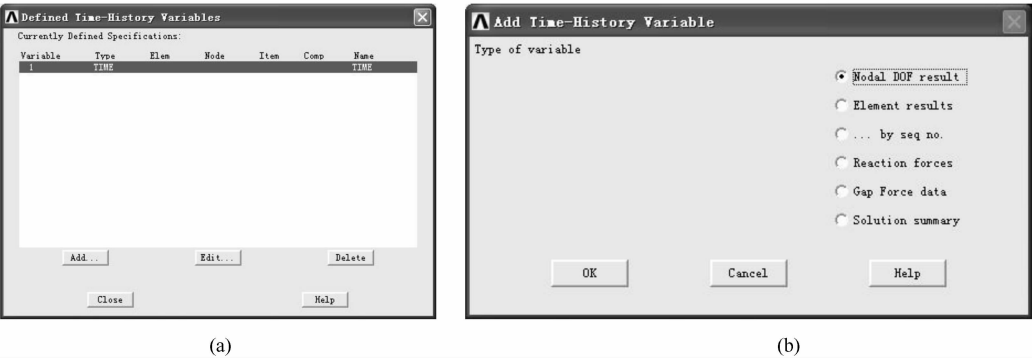 Defined Time-History Variables
Currently Defined Specifications:
Variable Type Elem Node Item Comp Name
1 TIME TIME
Add... Edit... Delete
Close Help
(a)
Add Time-History Variable
Type of variable
Nodal DOF result
Element results
... by seq no.
Reaction forces
Gap Force data
Solution summary
OK Cancel Help
(b)